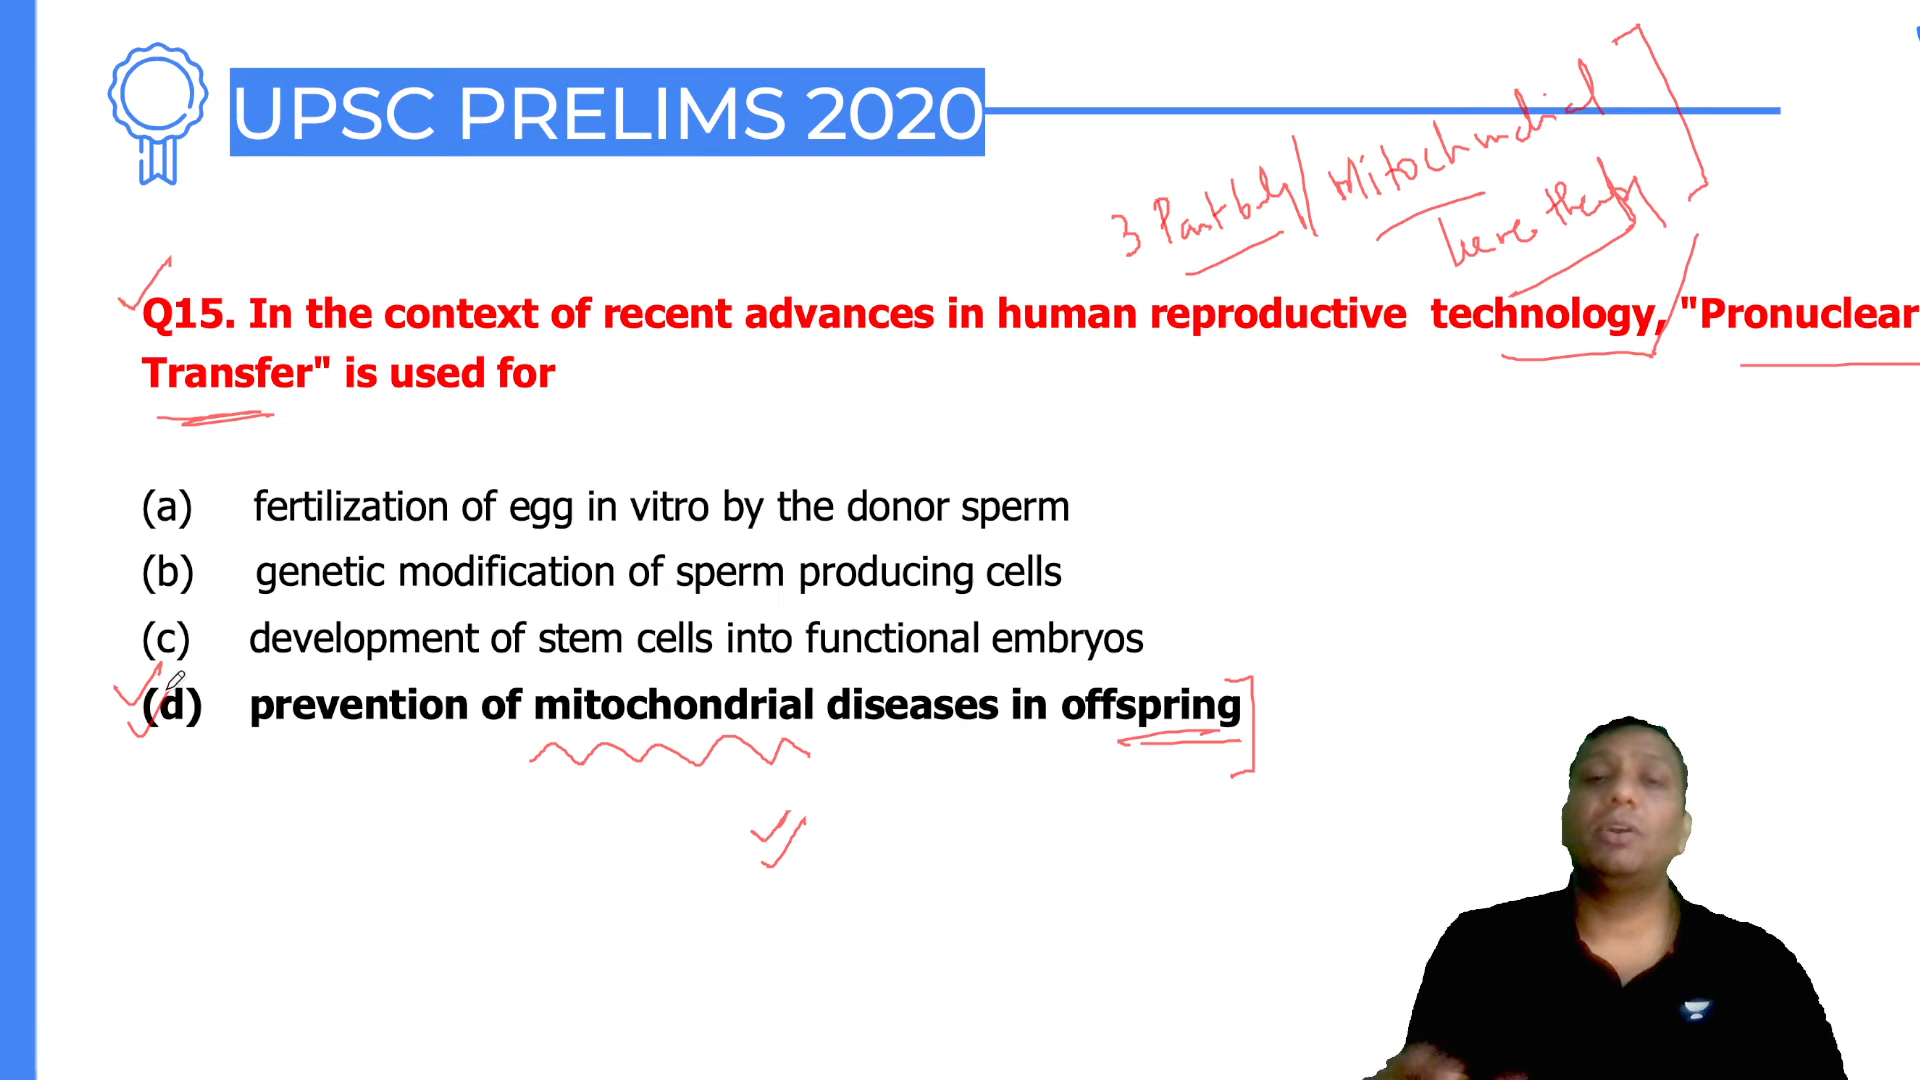 UPSC PRELIMS 2020
3 Parent baby / Mitochondrial
Gene therapy
Q15. In the context of recent advances in human reproductive technology, "Pronuclear
Transfer" is used for
(a) fertilization of egg in vitro by the donor sperm
(b) genetic modification of sperm producing cells
(c) development of stem cells into functional embryos
(d) prevention of mitochondrial diseases in offspring